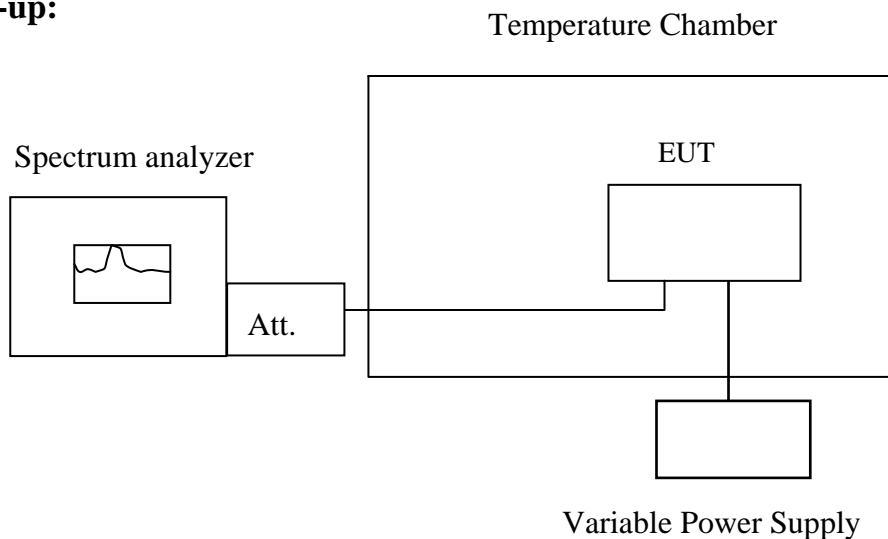 -up:
Temperature Chamber
Spectrum analyzer
EUT
Att.
Variable Power Supply